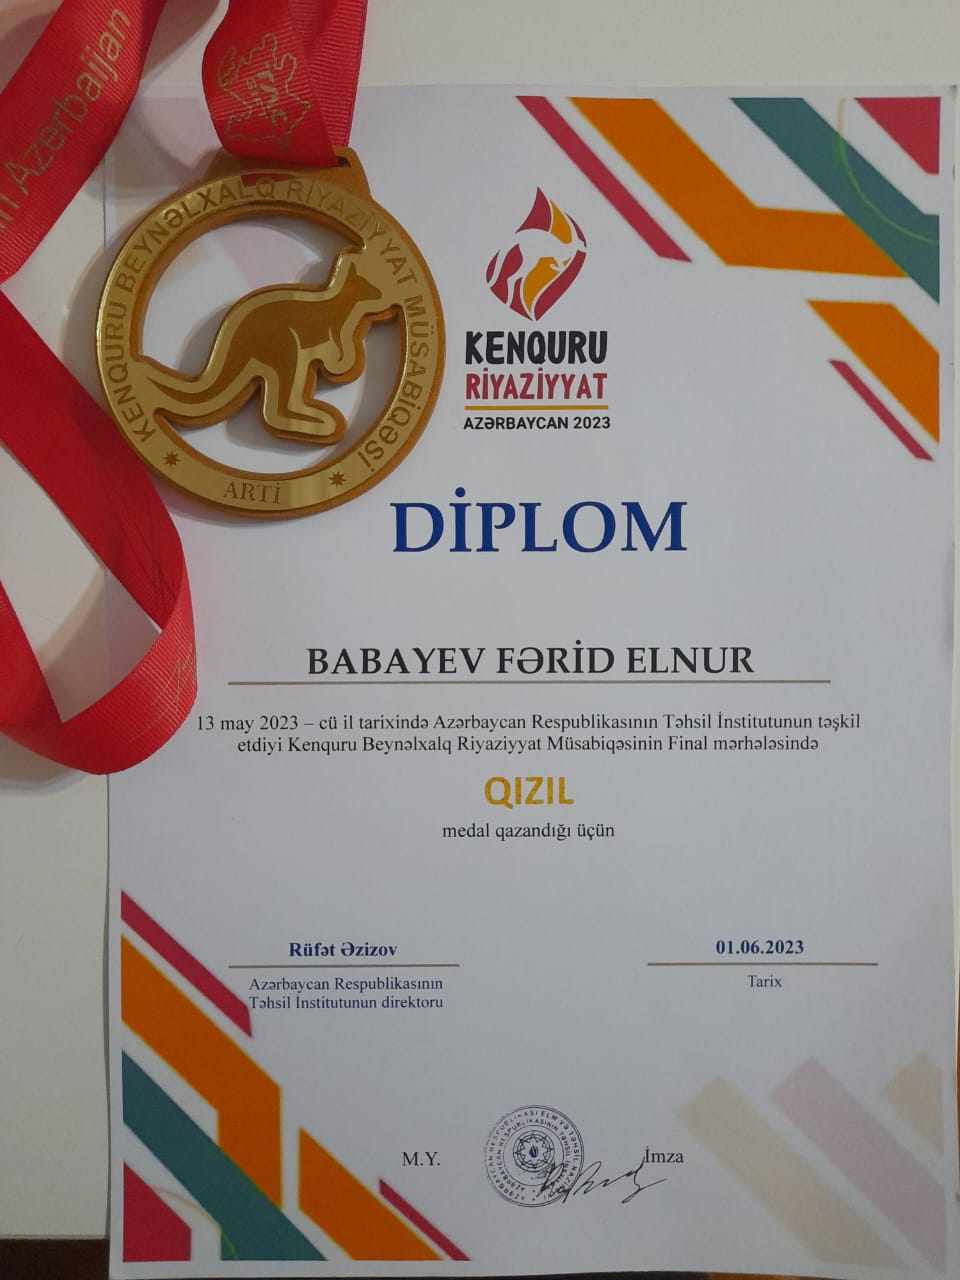 Azerbaijan
KENQURU BEYNƏLXALQ RİYAZİYYAT MÜSABİQƏSİ
ARTİ
KENQURU
RİYAZİYYAT
AZƏRBAYCAN 2023
DİPLOM
BABAYEV FƏRİD ELNUR
13 may 2023 – cü il tarixində Azərbaycan Respublikasının Təhsil İnstitutunun təşkil
etdiyi Kenquru Beynəlxalq Riyaziyyat Müsabiqəsinin Final mərhələsində
QIZIL
medal qazandığı üçün
Rüfət Əzizov
Azərbaycan Respublikasının
Təhsil İnstitutunun direktoru
01.06.2023
Tarix
M.Y.
İmza